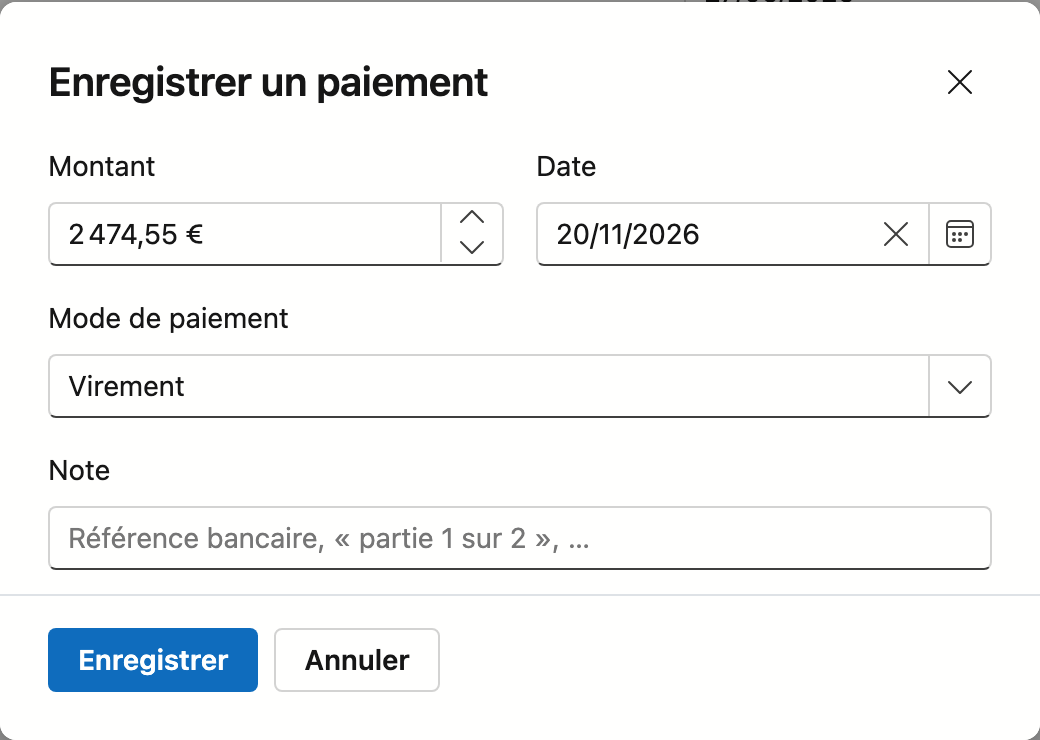 Enregistrer un paiement
Montant
Date
2 474,55 €
20/11/2026
Mode de paiement
Virement
Note
Référence bancaire, « partie 1 sur 2 », ...
Enregistrer
Annuler